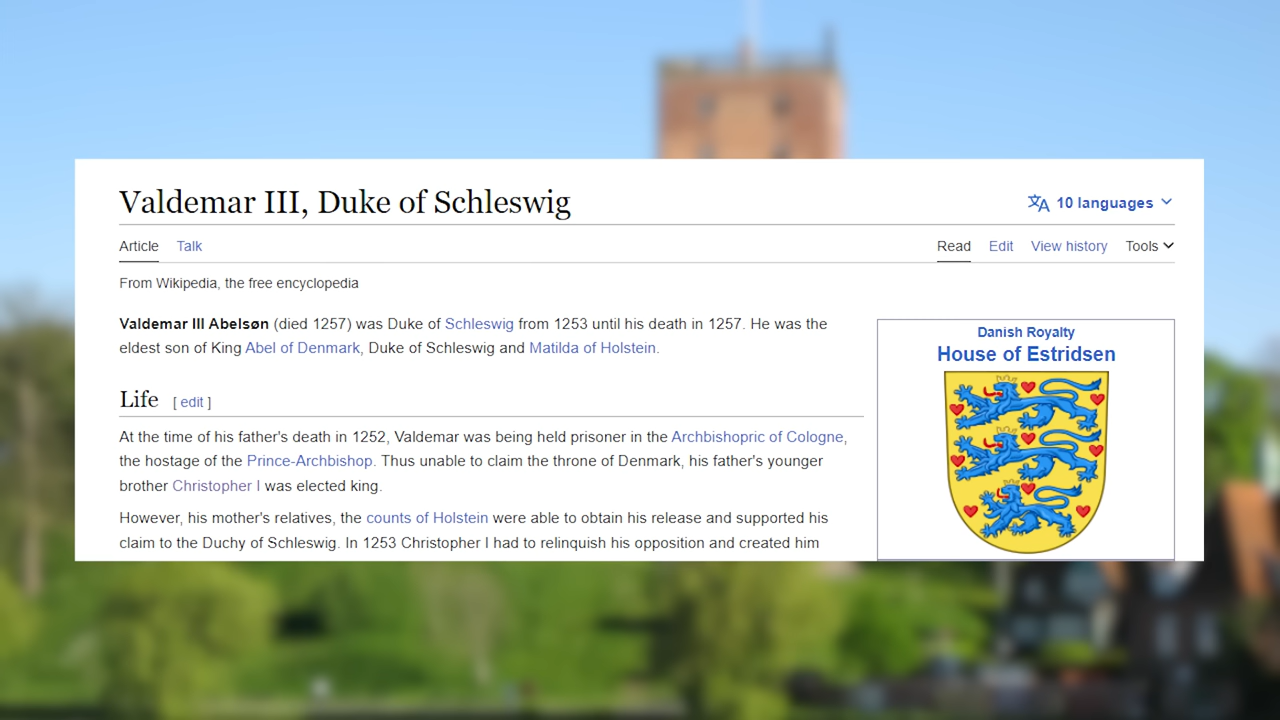 Valdemar III, Duke of Schleswig
10 languages
Article Talk
Read Edit View history Tools
From Wikipedia, the free encyclopedia
Valdemar III Abelsøn (died 1257) was Duke of Schleswig from 1253 until his death in 1257. He was the
eldest son of King Abel of Denmark, Duke of Schleswig and Matilda of Holstein.
Life [ edit ]
At the time of his father's death in 1252, Valdemar was being held prisoner in the Archbishopric of Cologne,
the hostage of the Prince-Archbishop. Thus unable to claim the throne of Denmark, his father's younger
brother Christopher I was elected king.
However, his mother's relatives, the counts of Holstein were able to obtain his release and supported his
claim to the Duchy of Schleswig. In 1253 Christopher I had to relinquish his opposition and created him
Danish Royalty
House of Estridsen